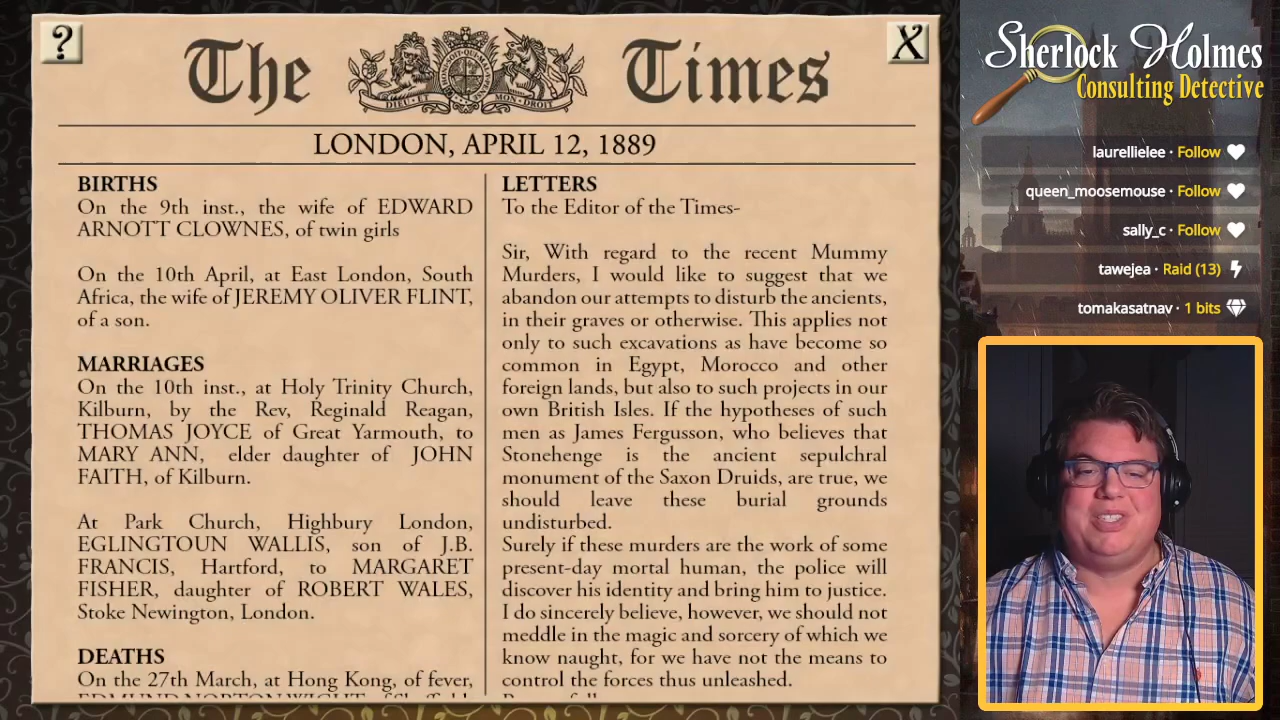 ?
The Times
X
DIEU · ET MON · DROIT
LONDON, APRIL 12, 1889
BIRTHS
On the 9th inst., the wife of EDWARD
ARNOTT CLOWNES, of twin girls
On the 10th April, at East London, South
Africa, the wife of JEREMY OLIVER FLINT,
of a son.
MARRIAGES
On the 10th inst., at Holy Trinity Church,
Kilburn, by the Rev, Reginald Reagan,
THOMAS JOYCE of Great Yarmouth, to
MARY ANN, elder daughter of JOHN
FAITH, of Kilburn.
At Park Church, Highbury London,
EGLINGTOUN WALLIS, son of J.B.
FRANCIS, Hartford, to MARGARET
FISHER, daughter of ROBERT WALES,
Stoke Newington, London.
DEATHS
On the 27th March, at Hong Kong, of fever,
LETTERS
To the Editor of the Times-
Sir, With regard to the recent Mummy
Murders, I would like to suggest that we
abandon our attempts to disturb the ancients,
in their graves or otherwise. This applies not
only to such excavations as have become so
common in Egypt, Morocco and other
foreign lands, but also to such projects in our
own British Isles. If the hypotheses of such
men as James Fergusson, who believes that
Stonehenge is the ancient sepulchral
monument of the Saxon Druids, are true, we
should leave these burial grounds
undisturbed.
Surely if these murders are the work of some
present-day mortal human, the police will
discover his identity and bring him to justice.
I do sincerely believe, however, we should not
meddle in the magic and sorcery of which we
know naught, for we have not the means to
control the forces thus unleashed.
Sherlock Holmes
Consulting Detective
laurellielee · Follow
queen_moosemouse · Follow
sally_c · Follow
tawejea · Raid (13)
tomakasatnav · 1 bits